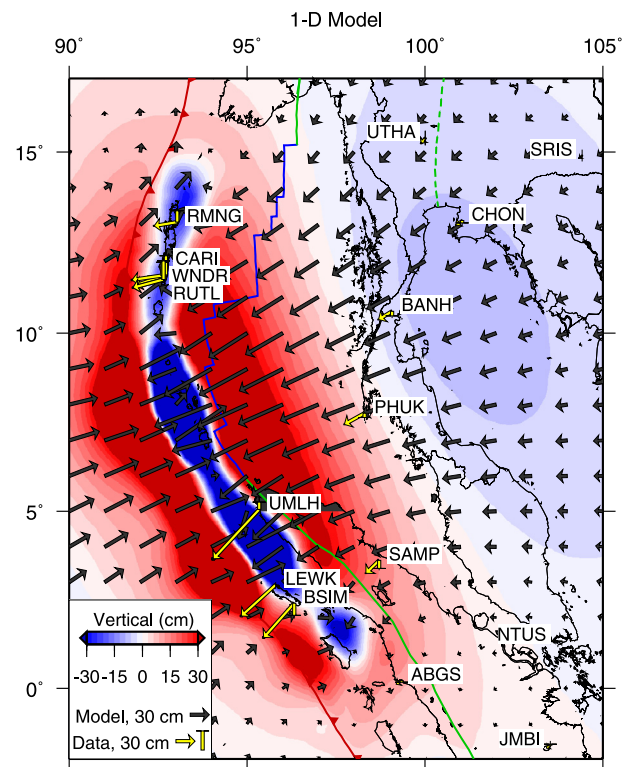 1-D Model
90° 95° 100° 105°
15°
10°
5°
0°
UTHA
SRIS
RMNG
CHON
CARI
WNDR
RUTL
BANH
PHUK
UMLH
SAMP
LEWK
BSIM
NTUS
ABGS
JMBI
Vertical (cm)
-30 -15 0 15 30
Model, 30 cm
Data, 30 cm